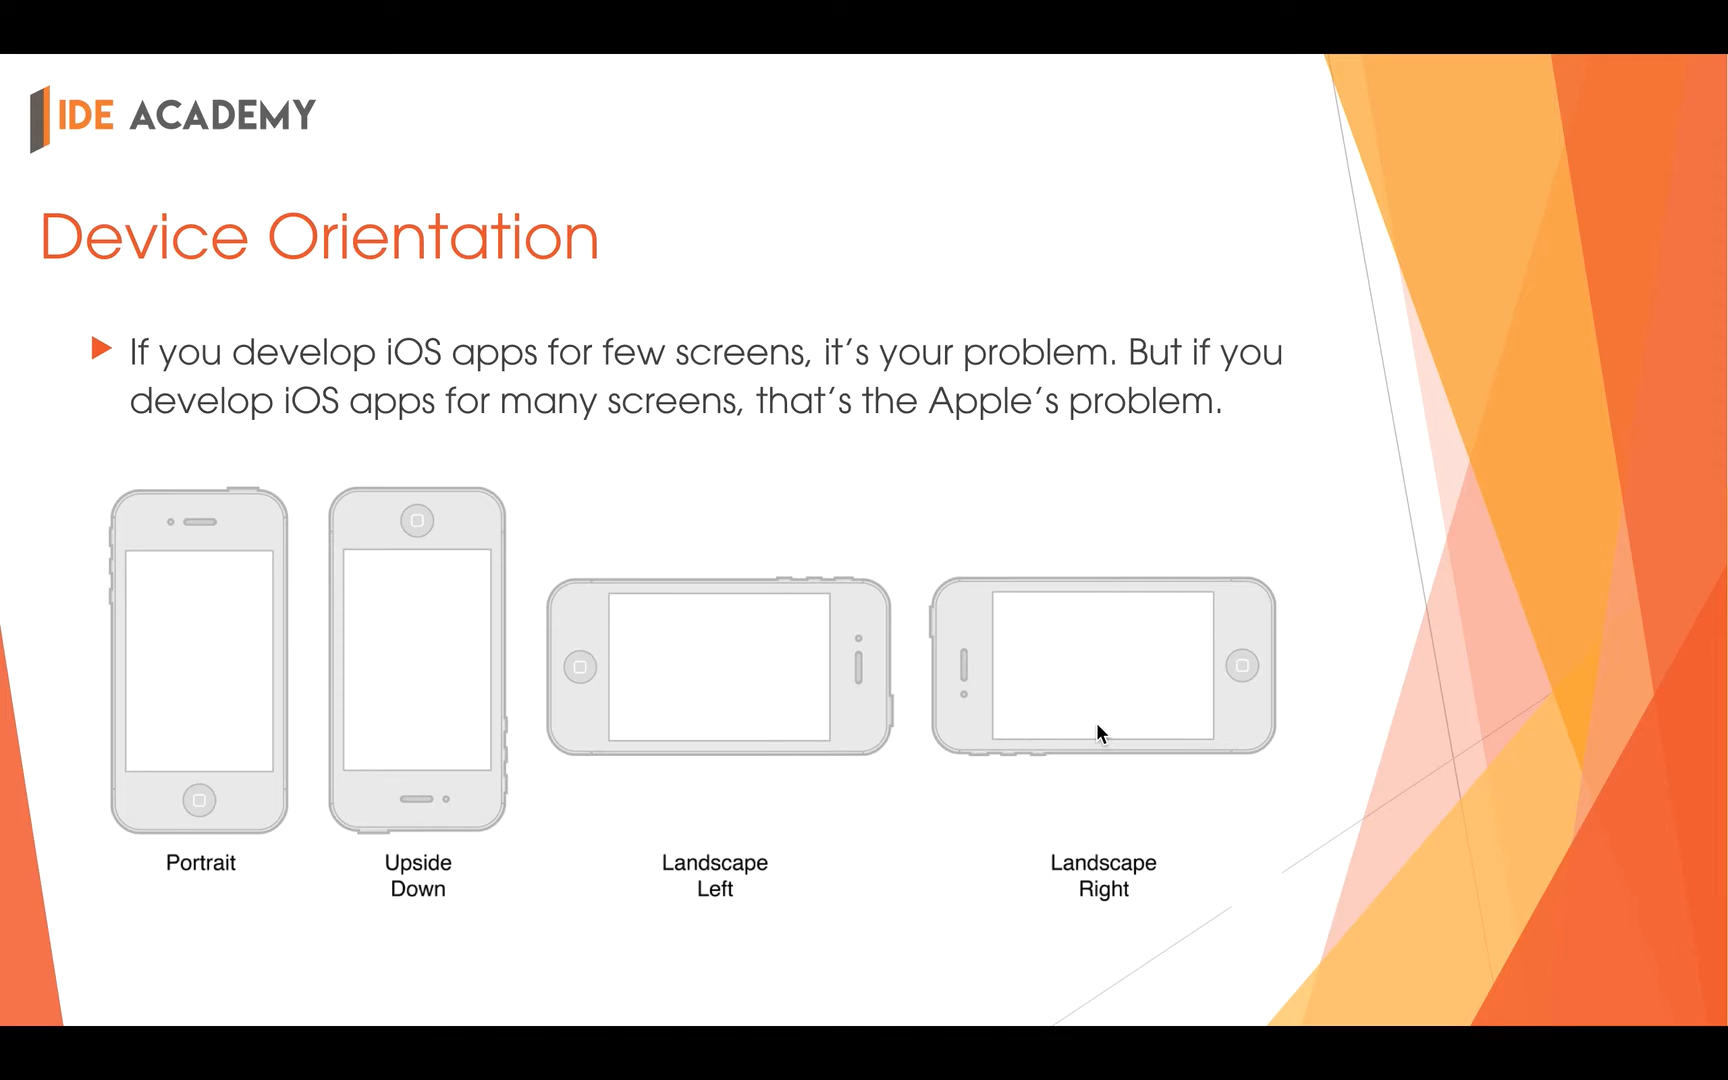 IDE ACADEMY
Device Orientation
If you develop iOS apps for few screens, it's your problem. But if you
develop iOS apps for many screens, that's the Apple's problem.
Portrait
Upside
Down
Landscape
Left
Landscape
Right